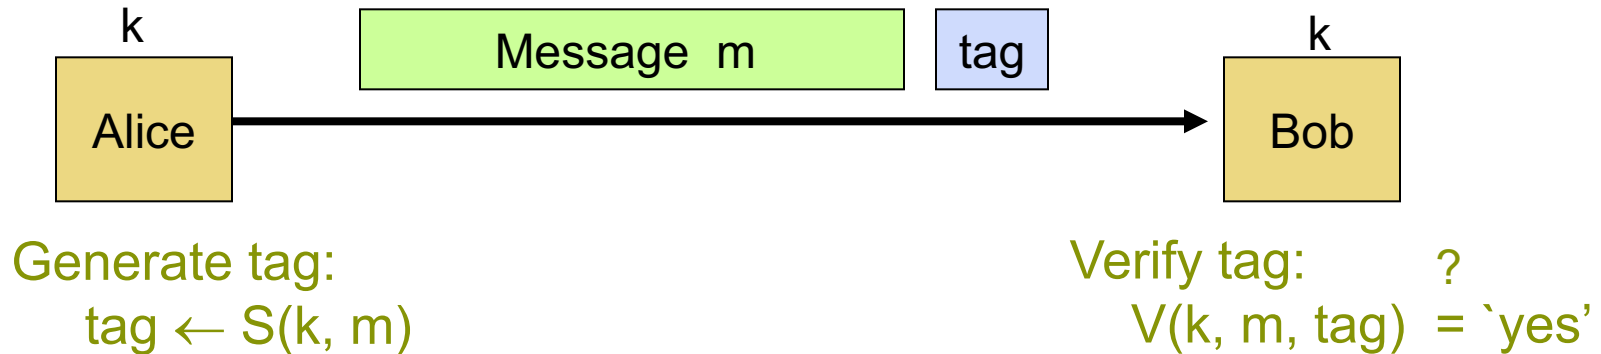 k
Message m
tag
k
Alice
Bob
Generate tag:
tag ← S(k, m)
Verify tag:
?
V(k, m, tag) = `yes’